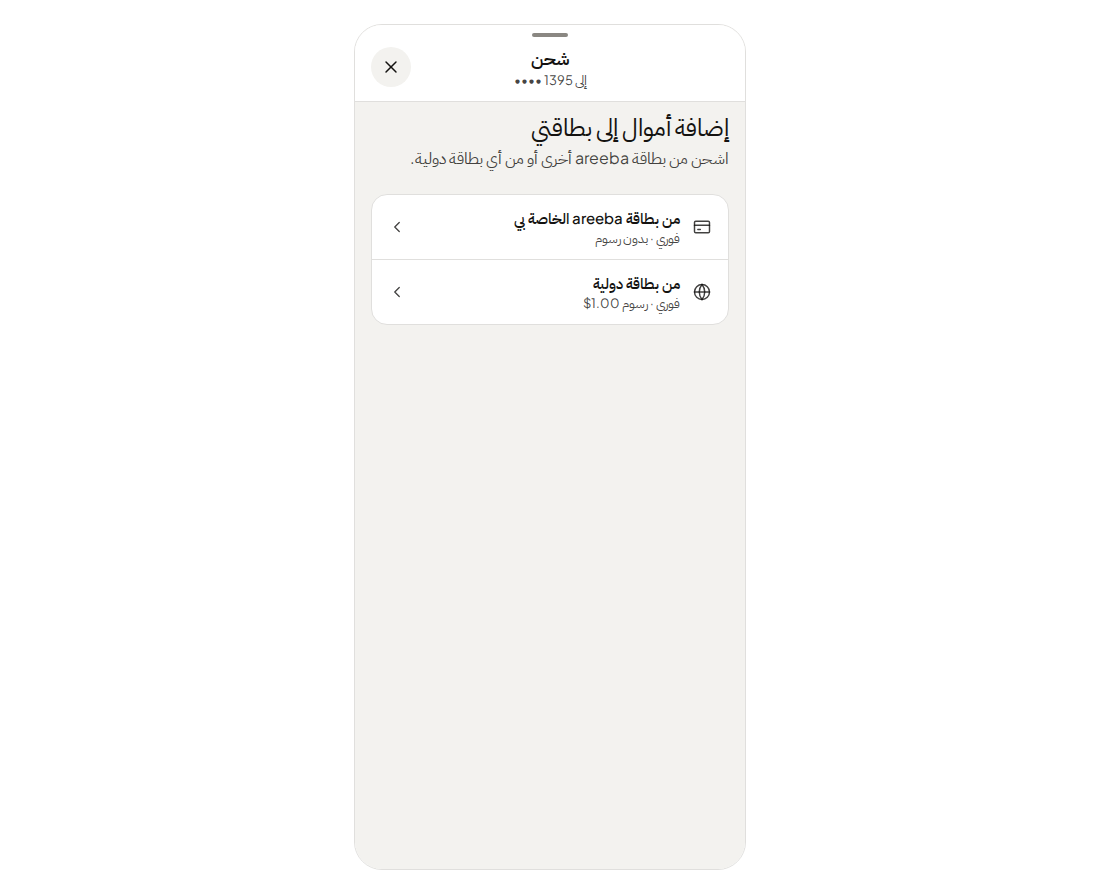 شحن
إلى 1395 ••••
إضافة أموال إلى بطاقتي
اشحن من بطاقة areeba أخرى أو من أي بطاقة دولية.
من بطاقة areeba الخاصة بي
فوري · بدون رسوم
من بطاقة دولية
فوري · رسوم $1.00